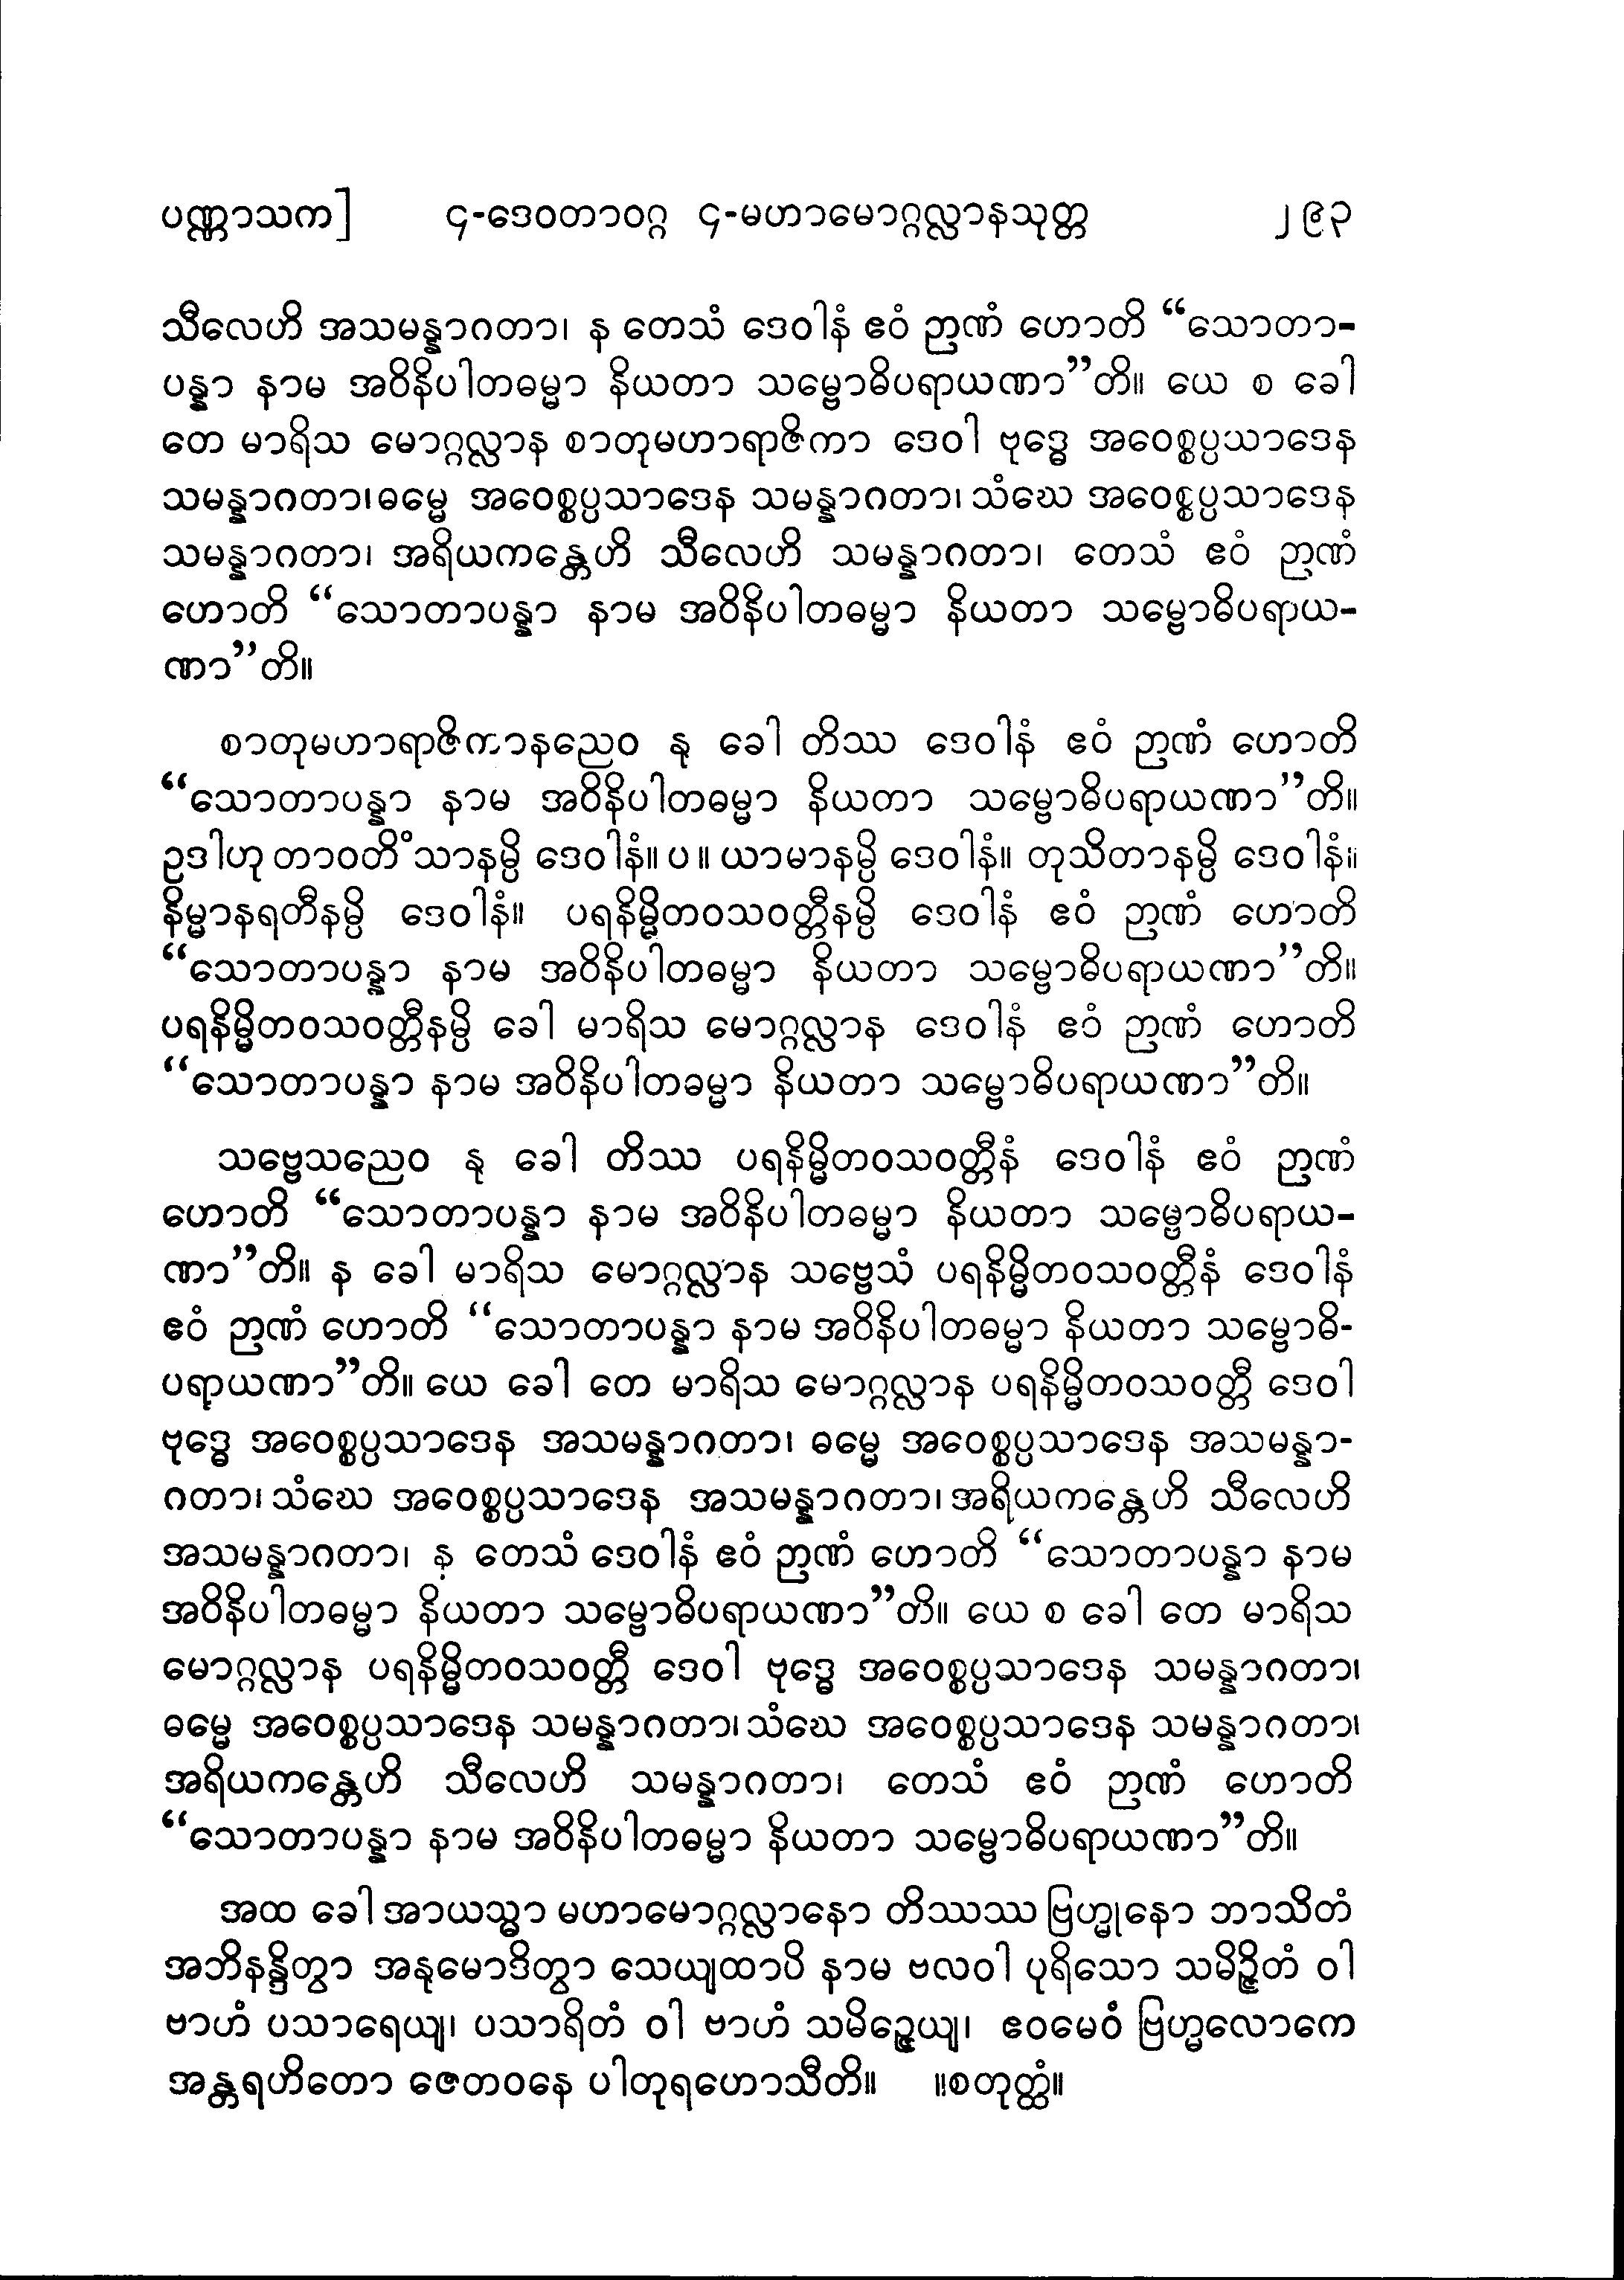 ပဏ္ဏာသက] ၄-ဒေဝတာဝဂ္ဂ ၄-မဟာမောဂ္ဂလ္လာနသုတ္တ ၂၉၃
သီလေဟိ အသမန္နာဂတာ၊ န တေသံ ဒေဝါနံ ဧဝံ ဉာဏံ ဟောတိ “သောတာ-
ပန္နာ နာမ အဝိနိပါတဓမ္မာ နိယတာ သမ္ဗောဓိပရာယဏာ”တိ။ ယေ စ ခေါ
တေ မာရိသ မောဂ္ဂလ္လာန စာတုမဟာရာဇိကာ ဒေဝါ ဗုဒ္ဓေ အဝေစ္စပ္ပသာဒေန
သမန္နာဂတာ၊ဓမ္မေ အဝေစ္စပ္ပသာဒေန သမန္နာဂတာ၊ သံဃေ အဝေစ္စပ္ပသာဒေန
သမန္နာဂတာ၊ အရိယကန္တေဟိ သီလေဟိ သမန္နာဂတာ၊ တေသံ ဧဝံ ဉာဏံ
ဟောတိ “သောတာပန္နာ နာမ အဝိနိပါတဓမ္မာ နိယတာ သမ္ဗောဓိပရာယ-
ဏာ”တိ။
စာတုမဟာရာဇိကာနညေဝ နု ခေါ တိဿ ဒေဝါနံ ဧဝံ ဉာဏံ ဟောတိ
“သောတာပန္နာ နာမ အဝိနိပါတဓမ္မာ နိယတာ သမ္ဗောဓိပရာယဏာ”တိ။
ဥဒါဟု တာဝတိံသာနမ္ပိ ဒေဝါနံ။ ပ ။ ယာမာနမ္ပိ ဒေဝါနံ။ တုသိတာနမ္ပိ ဒေဝါနံ။
နိမ္မာနရတီနမ္ပိ ဒေဝါနံ။ ပရနိမ္မိတဝသဝတ္တီနမ္ပိ ဒေဝါနံ ဧဝံ ဉာဏံ ဟောတိ
“သောတာပန္နာ နာမ အဝိနိပါတဓမ္မာ နိယတာ သမ္ဗောဓိပရာယဏာ”တိ။
ပရနိမ္မိတဝသဝတ္တီနမ္ပိ ခေါ မာရိသ မောဂ္ဂလ္လာန ဒေဝါနံ ဧဝံ ဉာဏံ ဟောတိ
“သောတာပန္နာ နာမ အဝိနိပါတဓမ္မာ နိယတာ သမ္ဗောဓိပရာယဏာ”တိ။
သဗ္ဗေသညေဝ နု ခေါ တိဿ ပရနိမ္မိတဝသဝတ္တီနံ ဒေဝါနံ ဧဝံ ဉာဏံ
ဟောတိ “သောတာပန္နာ နာမ အဝိနိပါတဓမ္မာ နိယတာ သမ္ဗောဓိပရာယ-
ဏာ”တိ။ န ခေါ မာရိသ မောဂ္ဂလ္လာန သဗ္ဗေသံ ပရနိမ္မိတဝသဝတ္တီနံ ဒေဝါနံ
ဧဝံ ဉာဏံ ဟောတိ “သောတာပန္နာ နာမ အဝိနိပါတဓမ္မာ နိယတာ သမ္ဗောဓိ-
ပရာယဏာ”တိ။ ယေ ခေါ တေ မာရိသ မောဂ္ဂလ္လာန ပရနိမ္မိတဝသဝတ္တီ ဒေဝါ
ဗုဒ္ဓေ အဝေစ္စပ္ပသာဒေန အသမန္နာဂတာ၊ ဓမ္မေ အဝေစ္စပ္ပသာဒေန အသမန္နာ-
ဂတာ၊ သံဃေ အဝေစ္စပ္ပသာဒေန အသမန္နာဂတာ၊ အရိယကန္တေဟိ သီလေဟိ
အသမန္နာဂတာ၊ န တေသံ ဒေဝါနံ ဧဝံ ဉာဏံ ဟောတိ “သောတာပန္နာ နာမ
အဝိနိပါတဓမ္မာ နိယတာ သမ္ဗောဓိပရာယဏာ”တိ။ ယေ စ ခေါ တေ မာရိသ
မောဂ္ဂလ္လာန ပရနိမ္မိတဝသဝတ္တီ ဒေဝါ ဗုဒ္ဓေ အဝေစ္စပ္ပသာဒေန သမန္နာဂတာ၊
ဓမ္မေ အဝေစ္စပ္ပသာဒေန သမန္နာဂတာ၊ သံဃေ အဝေစ္စပ္ပသာဒေန သမန္နာဂတာ၊
အရိယကန္တေဟိ သီလေဟိ သမန္နာဂတာ၊ တေသံ ဧဝံ ဉာဏံ ဟောတိ
“သောတာပန္နာ နာမ အဝိနိပါတဓမ္မာ နိယတာ သမ္ဗောဓိပရာယဏာ”တိ။
အထ ခေါ အာယသ္မာ မဟာမောဂ္ဂလ္လာနော တိဿဿ ဗြဟ္မုနော ဘာသိတံ
အဘိနန္ဒိတွာ အနုမောဒိတွာ သေယျထာပိ နာမ ဗလဝါ ပုရိသော သမိဉ္ဇိတံ ဝါ
ဗာဟံ ပသာရေယျ၊ ပသာရိတံ ဝါ ဗာဟံ သမိဉ္ဇေယျ၊ ဧဝမေဝံ ဗြဟ္မလောကေ
အန္တရဟိတော ဇေတဝနေ ပါတုရဟောသီတိ။ ။စတုတ္ထံ။